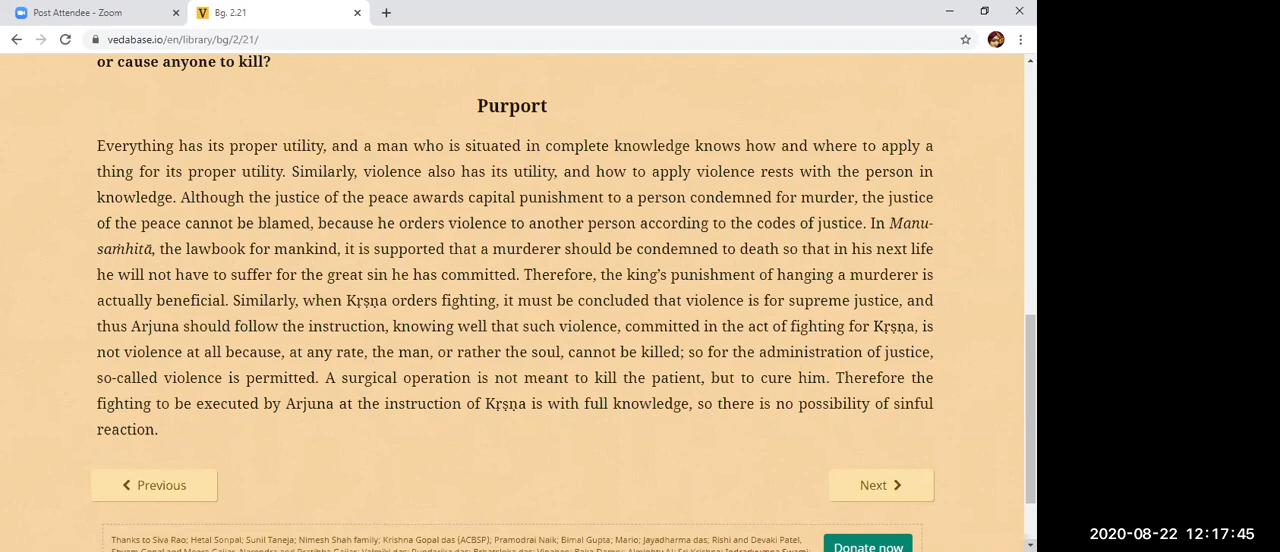 Post Attendee - Zoom
Bg. 2.21
vedabase.io/en/library/bg/2/21/
or cause anyone to kill?
Purport
Everything has its proper utility, and a man who is situated in complete knowledge knows how and where to apply a
thing for its proper utility. Similarly, violence also has its utility, and how to apply violence rests with the person in
knowledge. Although the justice of the peace awards capital punishment to a person condemned for murder, the justice
of the peace cannot be blamed, because he orders violence to another person according to the codes of justice. In Manu-
saṁhitā, the lawbook for mankind, it is supported that a murderer should be condemned to death so that in his next life
he will not have to suffer for the great sin he has committed. Therefore, the king’s punishment of hanging a murderer is
actually beneficial. Similarly, when Kṛṣṇa orders fighting, it must be concluded that violence is for supreme justice, and
thus Arjuna should follow the instruction, knowing well that such violence, committed in the act of fighting for Kṛṣṇa, is
not violence at all because, at any rate, the man, or rather the soul, cannot be killed; so for the administration of justice,
so-called violence is permitted. A surgical operation is not meant to kill the patient, but to cure him. Therefore the
fighting to be executed by Arjuna at the instruction of Kṛṣṇa is with full knowledge, so there is no possibility of sinful
reaction.
Previous
Next
Thanks to Siva Rao; Hetal Sonpal; Sunil Taneja; Nimesh Shah family; Krishna Gopal das (ACBSP); Pramodrai Naik; Bimal Gupta; Mario; Jayadharma das; Rishi and Devaki Patel,
Donate now
2020-08-22 12:17:45